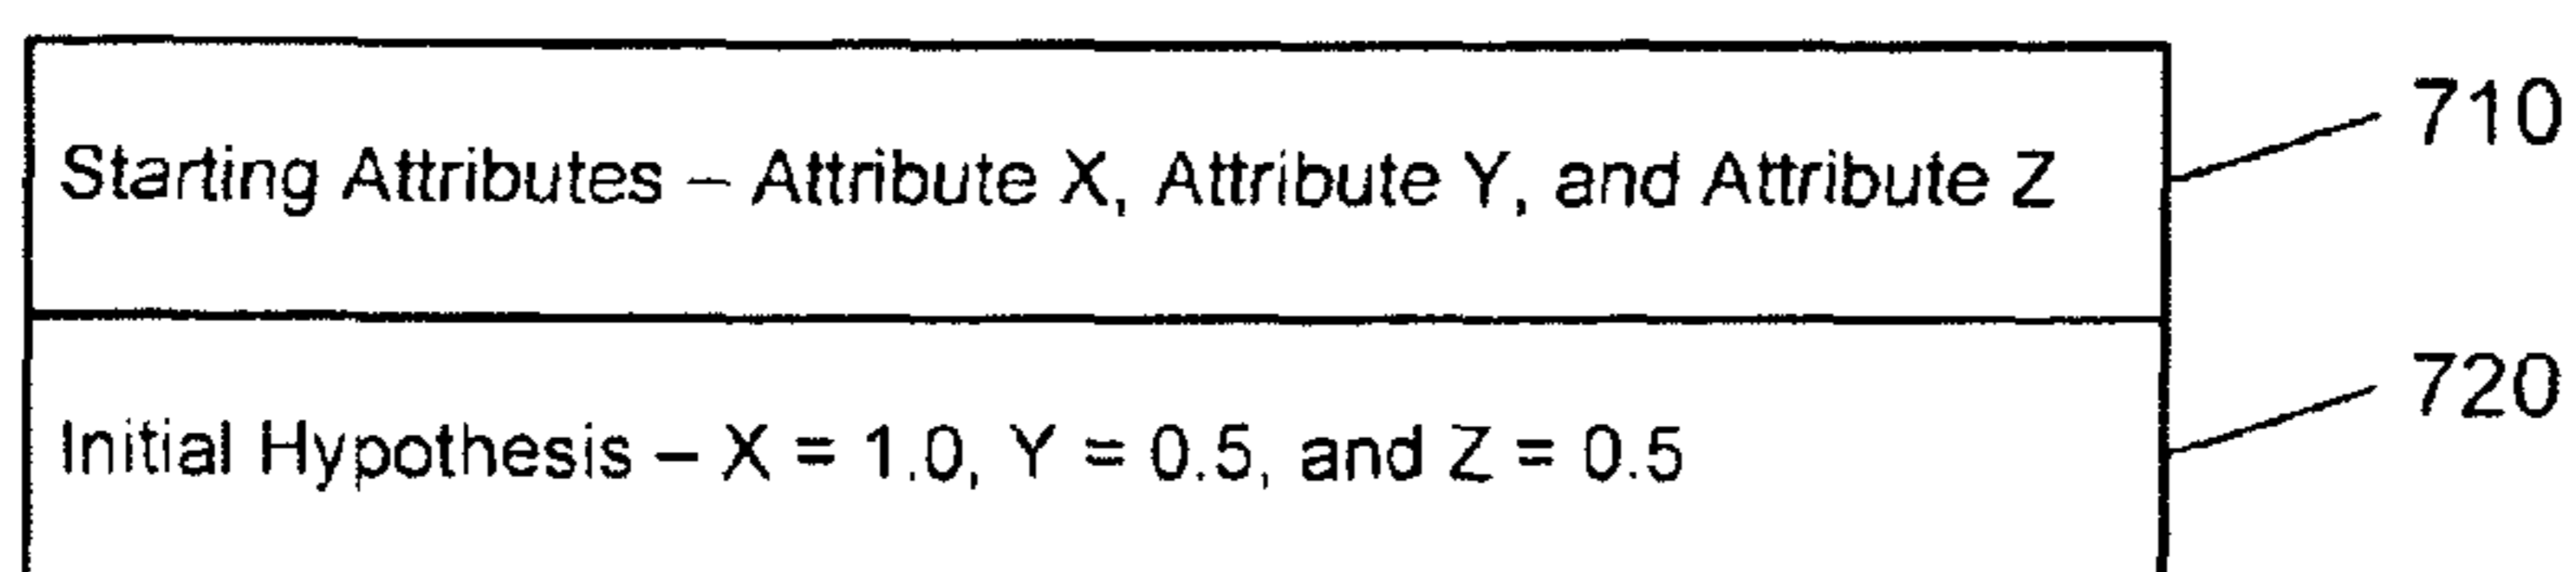 Starting Attributes – Attribute X, Attribute Y, and Attribute Z
710
Initial Hypothesis – X = 1.0, Y = 0.5, and Z = 0.5
720